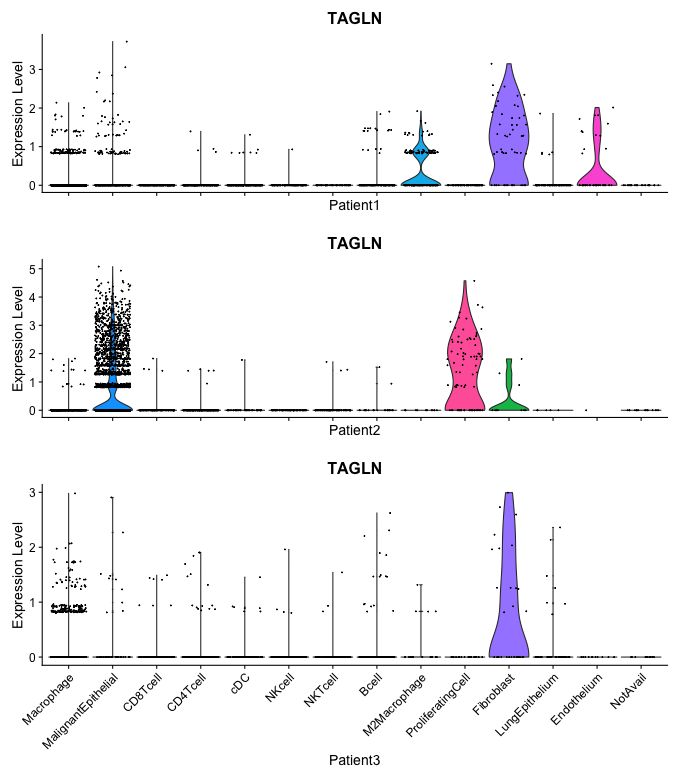 TAGLN
Expression Level
3
2
1
0
Patient1
TAGLN
Expression Level
5
4
3
2
1
0
Patient2
TAGLN
Expression Level
3
2
1
0
Macrophage
MalignantEpithelial
CD8Tcell
CD4Tcell
cDC
NKcell
NKTcell
Bcell
M2Macrophage
ProliferatingCell
Fibroblast
LungEpithelium
Endothelium
NotAvail
Patient3